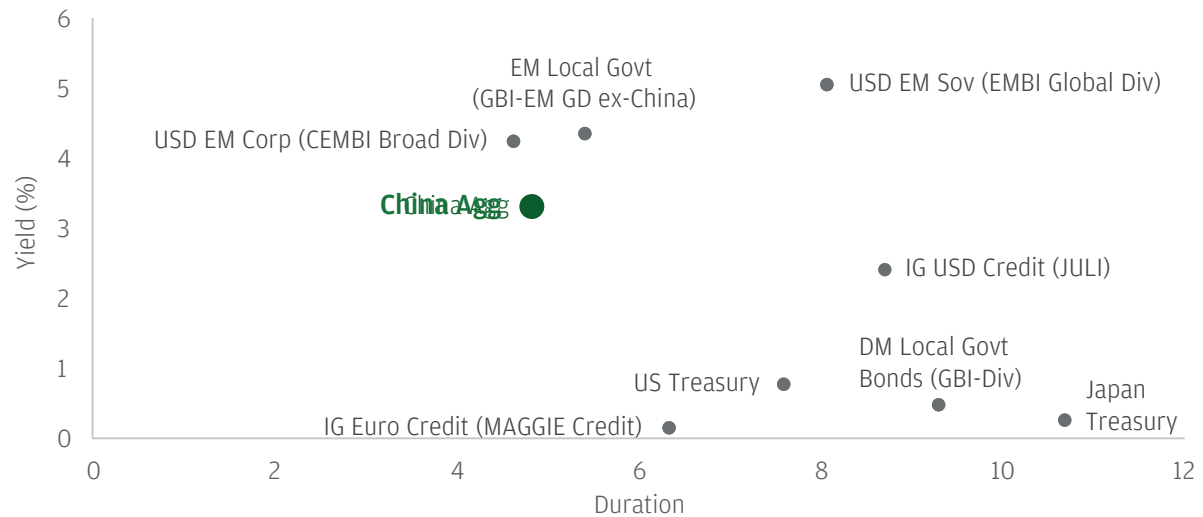 6
5
4
3
2
1
0
Yield (%)
EM Local Govt
(GBI-EM GD ex-China)
USD EM Sov (EMBI Global Div)
USD EM Corp (CEMBI Broad Div)
China Agg
China Agg
IG USD Credit (JULI)
DM Local Govt
Bonds (GBI-Div)
US Treasury
Japan
Treasury
IG Euro Credit (MAGGIE Credit)
0 2 4 6 8 10 12
Duration